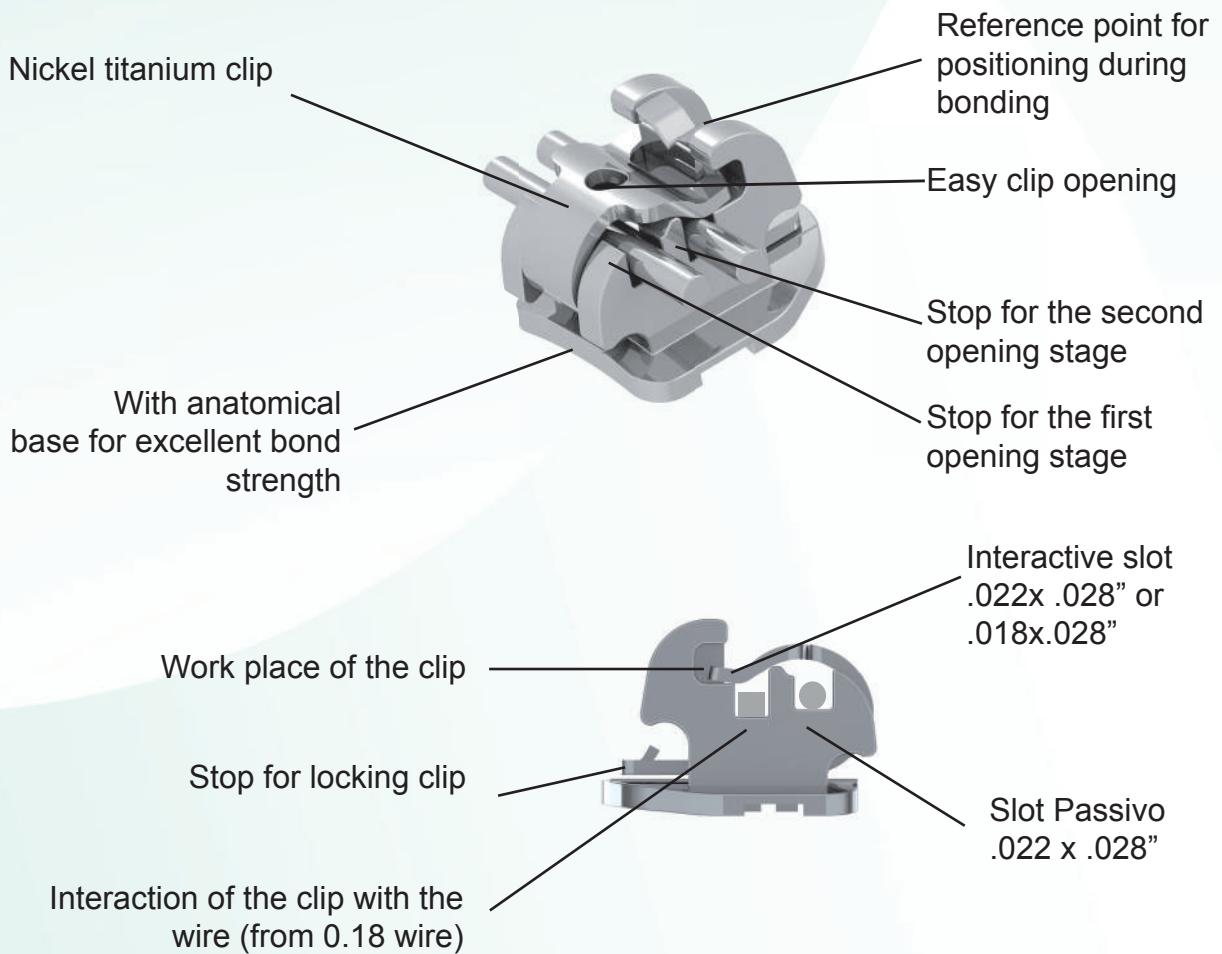 Reference point for
positioning during
bonding
Nickel titanium clip
Easy clip opening
Stop for the second
opening stage
With anatomical
base for excellent bond
strength
Stop for the first
opening stage
Interactive slot
.022x .028” or
.018x.028”
Work place of the clip
Stop for locking clip
Slot Passivo
.022 x .028”
Interaction of the clip with the
wire (from 0.18 wire)